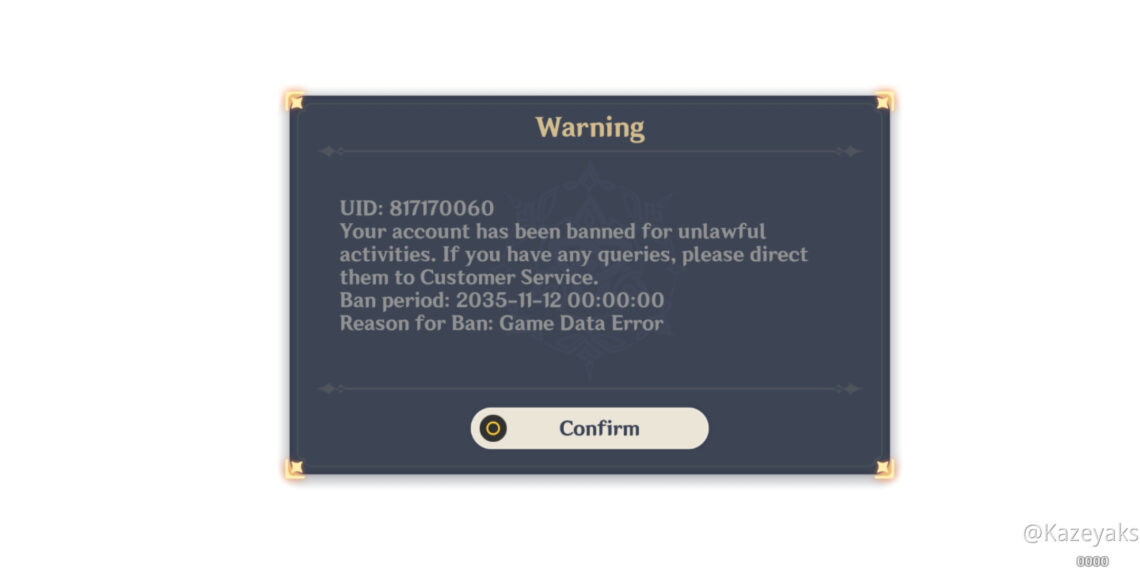 Warning
UID: 817170060
Your account has been banned for unlawful
activities. If you have any queries, please direct
them to Customer Service.
Ban period: 2035-11-12 00:00:00
Reason for Ban: Game Data Error
Confirm
@Kazeyaks
0000